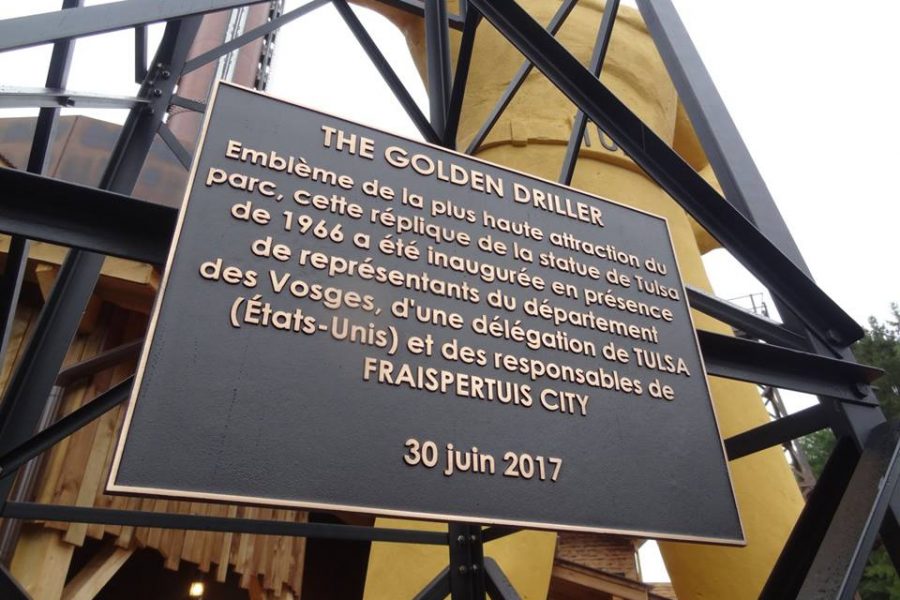 THE GOLDEN DRILLER
Emblème de la plus haute attraction du
parc, cette réplique de la statue de Tulsa
de 1966 a été inaugurée en présence
de représentants du département
des Vosges, d'une délégation de TULSA
(États-Unis) et des responsables de
FRAISPERTUIS CITY
30 juin 2017